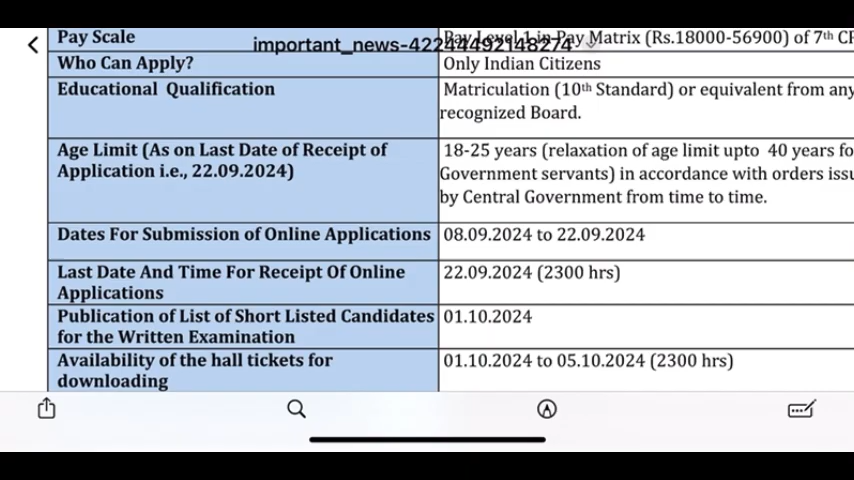 Pay Scale
Pay Level 1 in Pay Matrix (Rs.18000-56900) of 7th
important_news-42244492148274
Who Can Apply?
Only Indian Citizens
Educational Qualification
Matriculation (10th Standard) or equivalent from any
recognized Board.
Age Limit (As on Last Date of Receipt of
Application i.e., 22.09.2024)
18-25 years (relaxation of age limit upto 40 years
Government servants) in accordance with orders
by Central Government from time to time.
Dates For Submission of Online Applications
08.09.2024 to 22.09.2024
Last Date And Time For Receipt Of Online
Applications
22.09.2024 (2300 hrs)
Publication of List of Short Listed Candidates
for the Written Examination
01.10.2024
Availability of the hall tickets for
downloading
01.10.2024 to 05.10.2024 (2300 hrs)